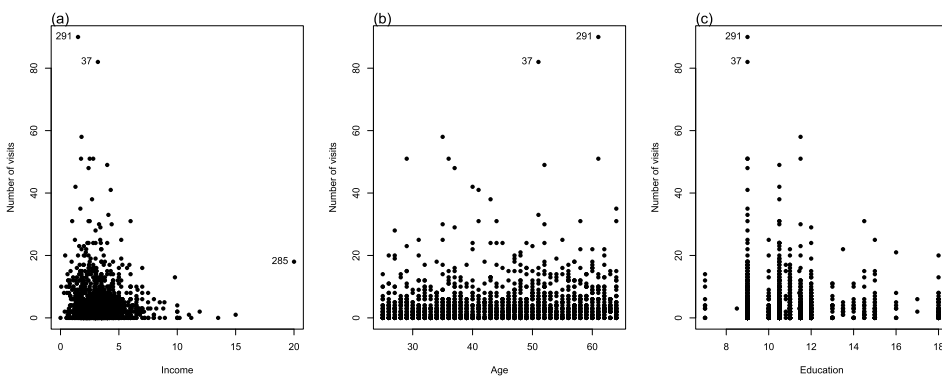 (a)
291
37
285
Number of visits
0 20 40 60 80
0 5 10 15 20
Income
(b)
291
37
Number of visits
0 20 40 60 80
30 40 50 60
Age
(c)
291
37
Number of visits
0 20 40 60 80
8 10 12 14 16 18
Education